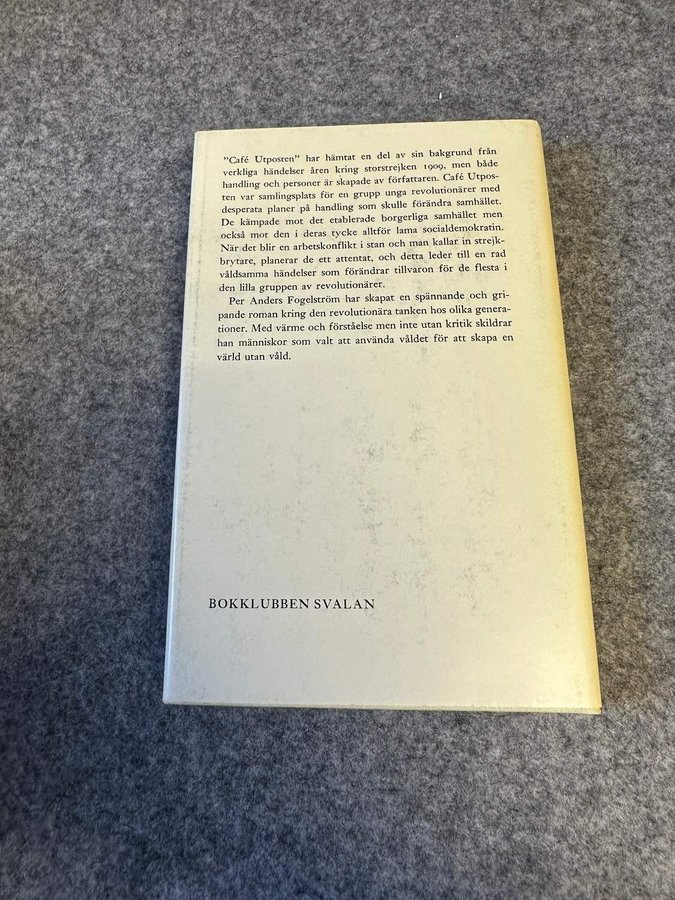 ”Café Utposten” har hämtat en del av sin bakgrund från
verkliga händelser åren kring storstrejken 1909, men både
handling och personer är skapade av författaren. Café Utpos-
ten var samlingsplats för en grupp unga revolutionärer med
desperata planer på handling som skulle förändra samhället.
De kämpade mot det etablerade borgerliga samhället men
också mot den i deras tycke alltför lama socialdemokratin.
När det blir en arbetskonflikt i stan och man kallar in strejk-
brytare, planerar de ett attentat, och detta leder till en rad
våldsamma händelser som förändrar tillvaron för de flesta i
den lilla gruppen av revolutionärer.
Per Anders Fogelström har skapat en spännande och gri-
pande roman kring den revolutionära tanken hos olika genera-
tioner. Med värme och förståelse men inte utan kritik skildrar
han människor som valt att använda våldet för att skapa en
värld utan våld.
BOKKLUBBEN SVALAN